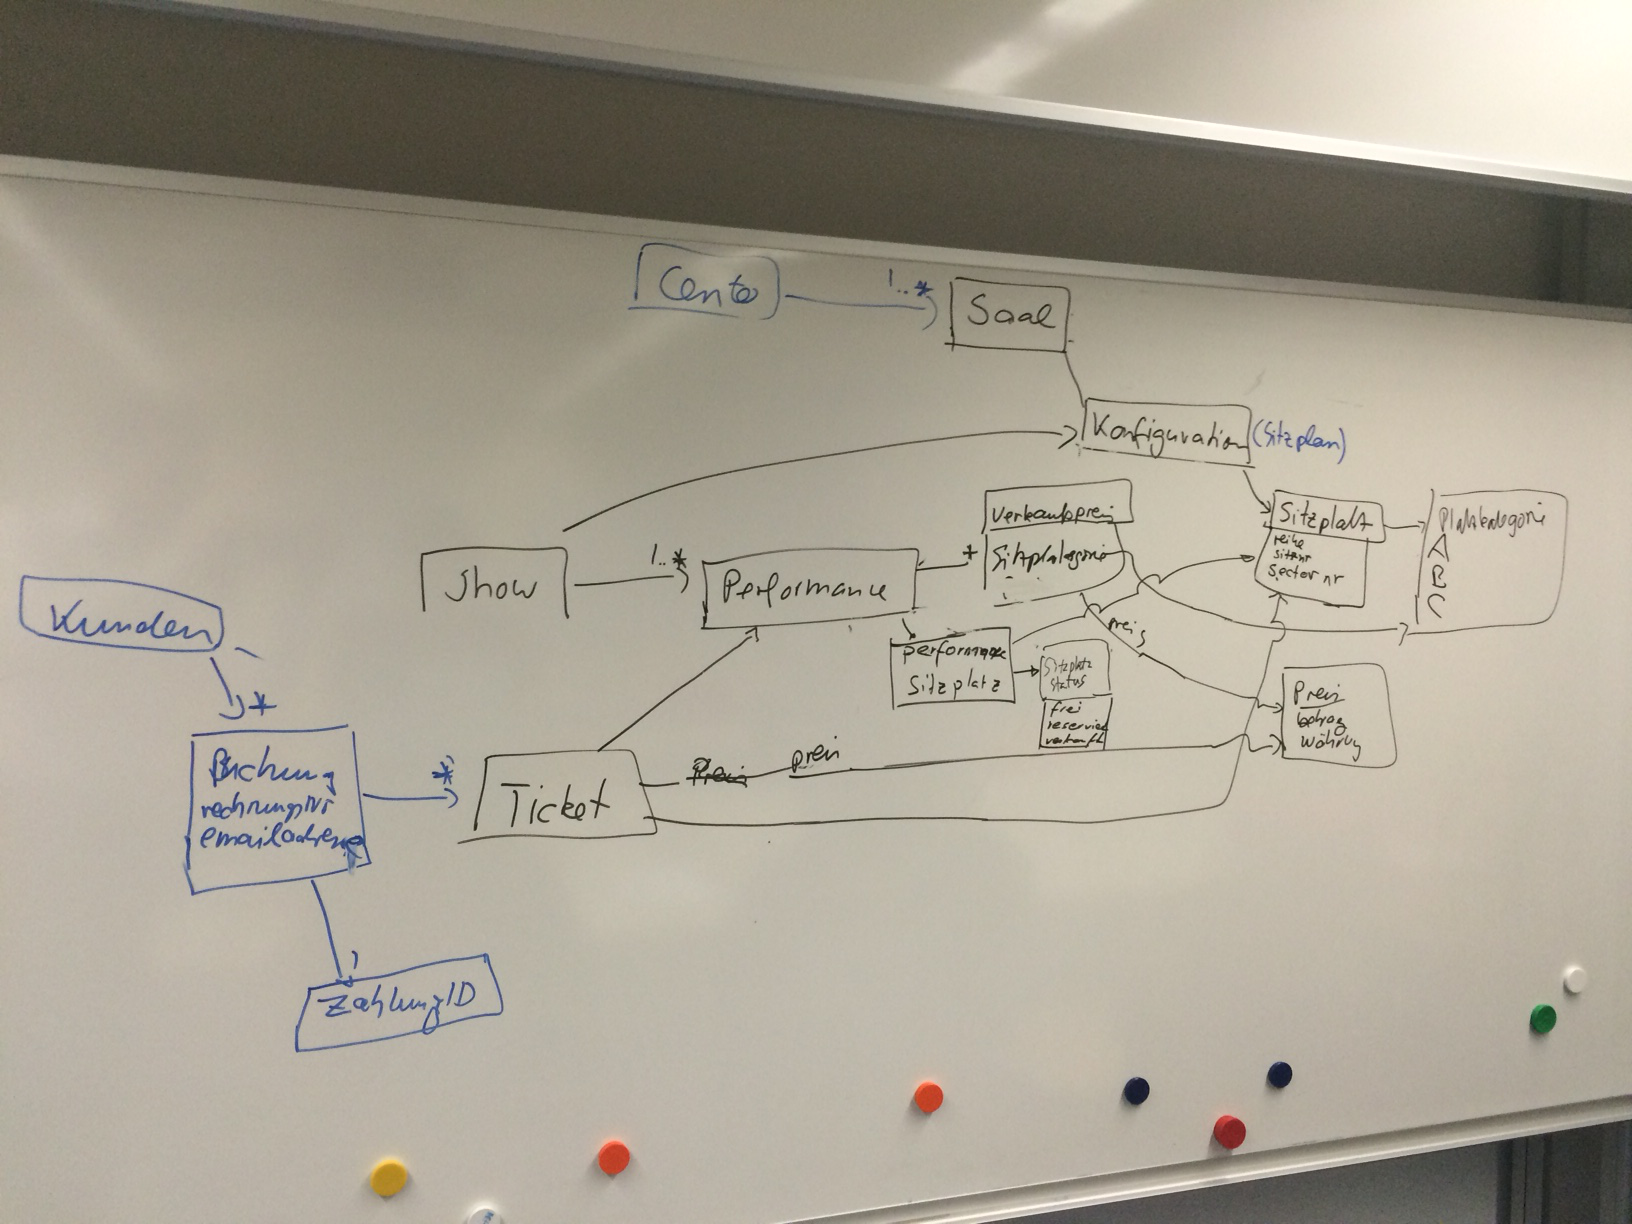 Center
1..*
Saal
Konfiguration
(Sitzplan)
Verkaufspreis
Sitzplatz
reihe
sitznr
sector nr
Platzkategorie
A
B
C
Show
1..*
Performance
*
performance
Sitzplatz
Sitzplatz
status
frei
reserviert
verkauft
preis
Preis
betrag
Währung
Kunden
*
Buchung
rechnungsNr
emailadresse
*
Ticket
Preis
preis
1
ZahlungID